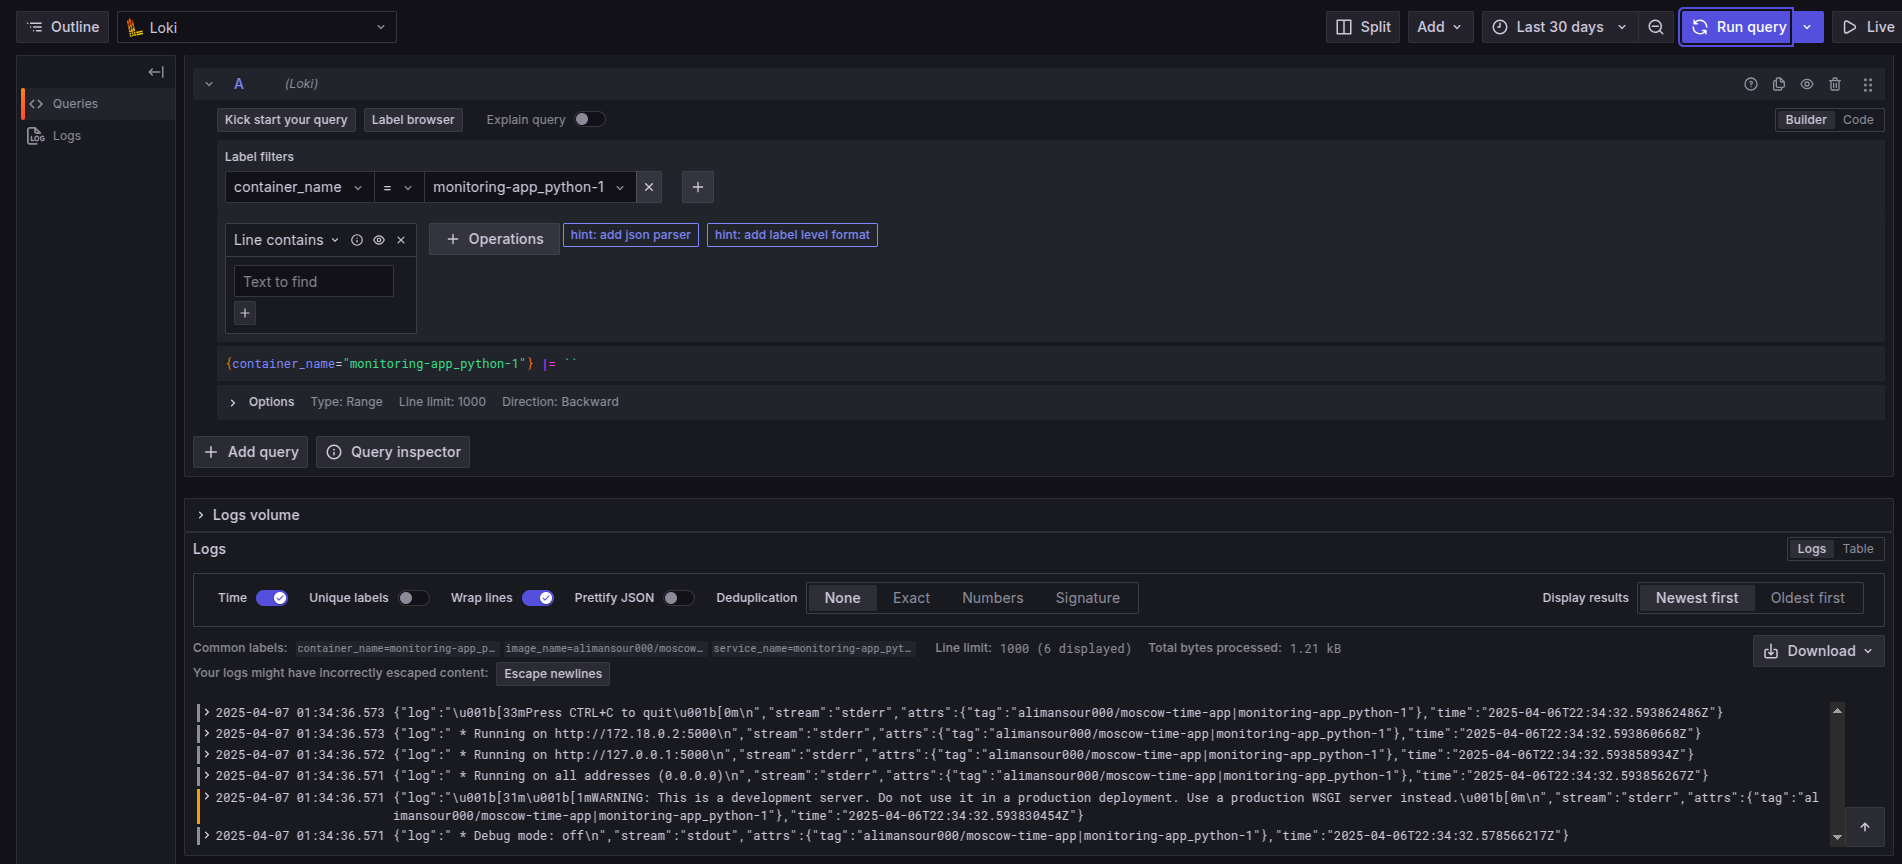 Outline
Loki
Split
Add
Last 30 days
Run query
Live
Queries
Logs
A (Loki)
Kick start your query
Label browser
Explain query
Builder
Code
Label filters
container_name
=
monitoring-app_python-1
Line contains
Operations
hint: add json parser
hint: add label level format
Text to find
{container_name="monitoring-app_python-1"} |= ``
Options Type: Range Line limit: 1000 Direction: Backward
Add query
Query inspector
Logs volume
Logs
Logs
Table
Time
Unique labels
Wrap lines
Prettify JSON
Deduplication
None
Exact
Numbers
Signature
Display results
Newest first
Oldest first
Common labels: container_name=monitoring-app_p… image_name=alimansour000/moscow… service_name=monitoring-app_pyt… Line limit: 1000 (6 displayed) Total bytes processed: 1.21 kB
Download
Your logs might have incorrectly escaped content: Escape newlines
2025-04-07 01:34:36.573 {"log":"\u001b[33mPress CTRL+C to quit\u001b[0m\n","stream":"stderr","attrs":{"tag":"alimansour000/moscow-time-app|monitoring-app_python-1"},"time":"2025-04-06T22:34:32.593862486Z"}
2025-04-07 01:34:36.573 {"log":" * Running on http://172.18.0.2:5000\n","stream":"stderr","attrs":{"tag":"alimansour000/moscow-time-app|monitoring-app_python-1"},"time":"2025-04-06T22:34:32.593860668Z"}
2025-04-07 01:34:36.572 {"log":" * Running on http://127.0.0.1:5000\n","stream":"stderr","attrs":{"tag":"alimansour000/moscow-time-app|monitoring-app_python-1"},"time":"2025-04-06T22:34:32.593858934Z"}
2025-04-07 01:34:36.571 {"log":" * Running on all addresses (0.0.0.0)\n","stream":"stderr","attrs":{"tag":"alimansour000/moscow-time-app|monitoring-app_python-1"},"time":"2025-04-06T22:34:32.593856267Z"}
2025-04-07 01:34:36.571 {"log":"\u001b[31m\u001b[1mWARNING: This is a development server. Do not use it in a production deployment. Use a production WSGI server instead.\u001b[0m\n","stream":"stderr","attrs":{"tag":"al
imansour000/moscow-time-app|monitoring-app_python-1"},"time":"2025-04-06T22:34:32.593830454Z"}
2025-04-07 01:34:36.571 {"log":" * Debug mode: off\n","stream":"stdout","attrs":{"tag":"alimansour000/moscow-time-app|monitoring-app_python-1"},"time":"2025-04-06T22:34:32.578566217Z"}